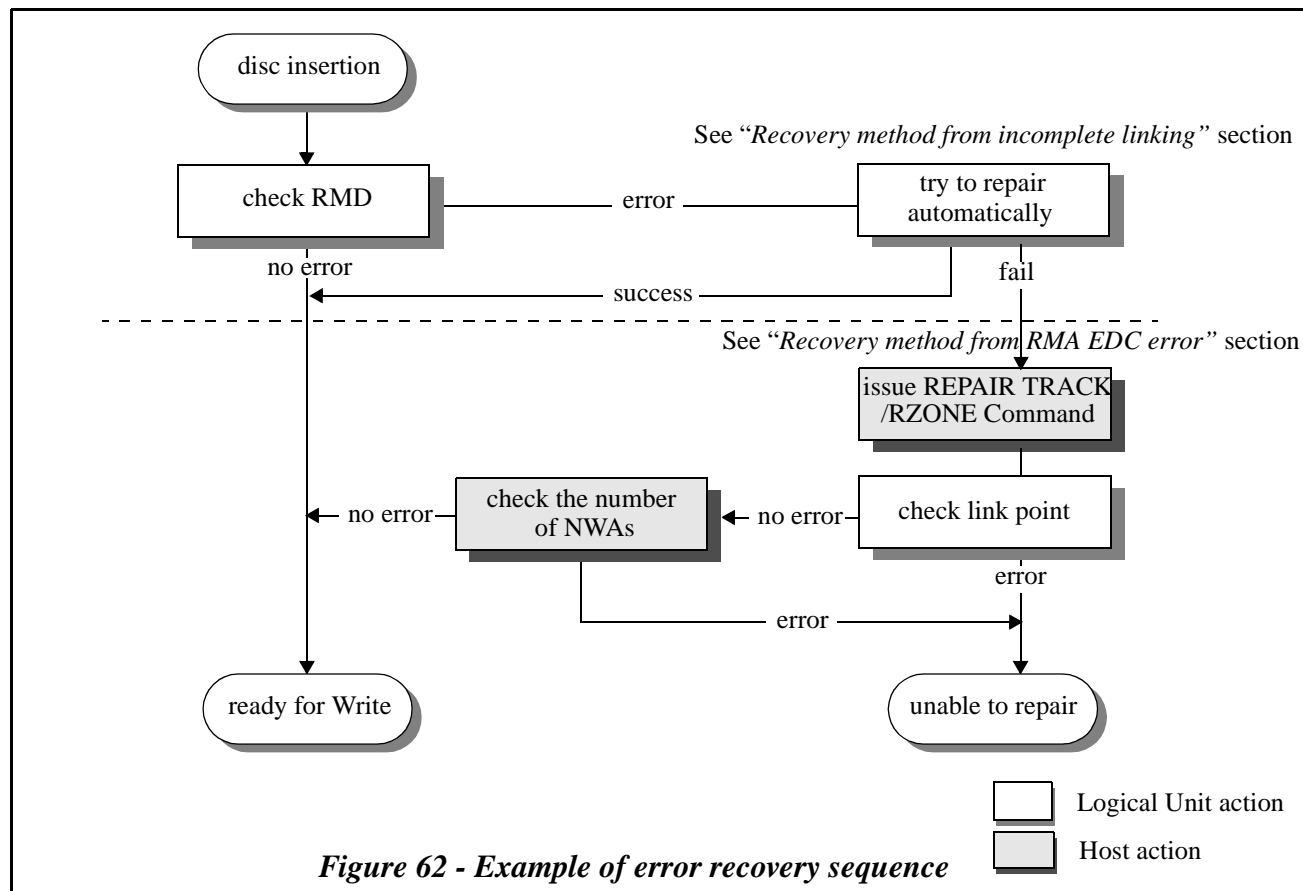 disc insertion
See “Recovery method from incomplete linking” section
check RMD
error
try to repair
automatically
no error
fail
success
See “Recovery method from RMA EDC error” section
issue REPAIR TRACK
/RZONE Command
check the number
of NWAs
no error
no error
check link point
error
error
ready for Write
unable to repair
Logical Unit action
Host action
Figure 62 - Example of error recovery sequence